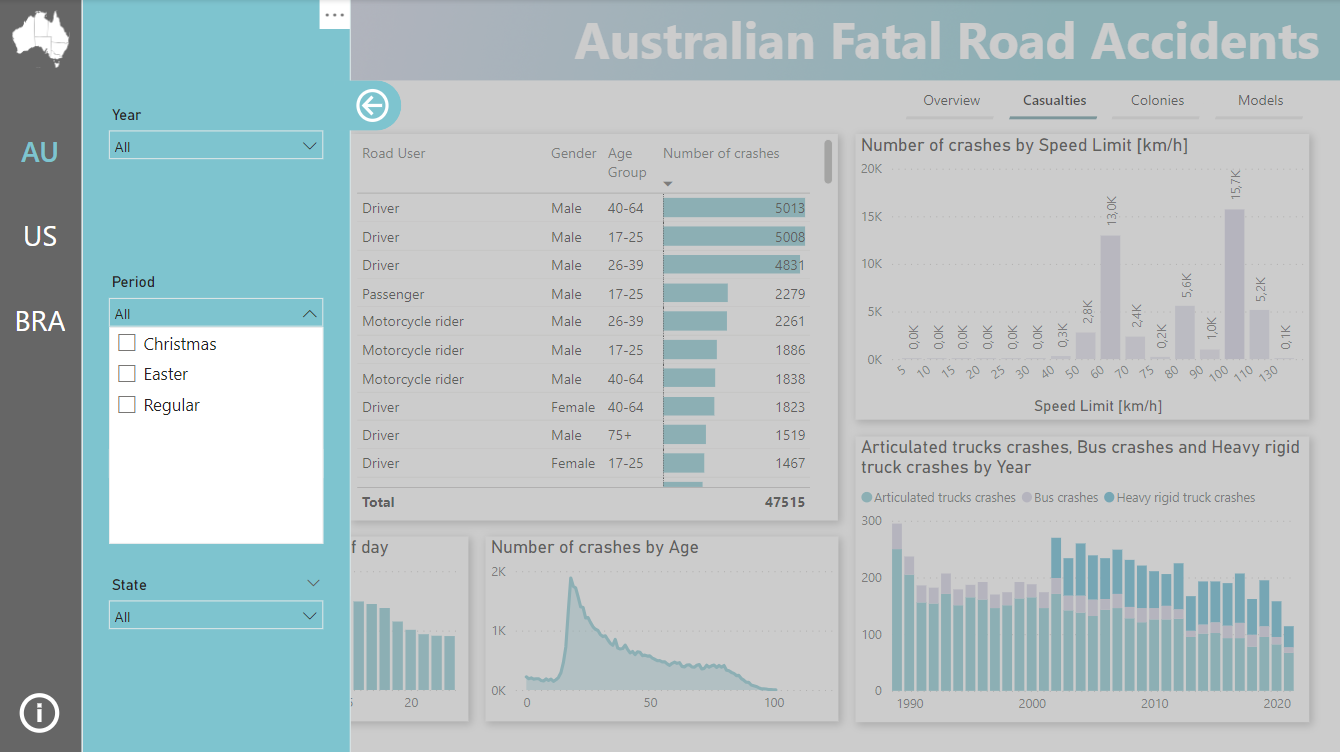 ...
Australian Fatal Road Accidents
Overview
Casualties
Colonies
Models
AU
US
BRA
Year
All
Period
All
Christmas
Easter
Regular
State
All
Road User Gender Age Group Number of crashes
Driver Male 40-64 5013
Driver Male 17-25 5008
Driver Male 26-39 4831
Passenger Male 17-25 2279
Motorcycle rider Male 26-39 2261
Motorcycle rider Male 17-25 1886
Motorcycle rider Male 40-64 1838
Driver Female 40-64 1823
Driver Male 75+ 1519
Driver Female 17-25 1467
Total 47515
Number of crashes by Speed Limit [km/h]
20K
15K
10K
5K
0K
0,0K 0,0K 0,0K 0,0K 0,0K 0,0K 0,3K 2,8K 13,0K 2,4K 0,2K 5,6K 1,0K 15,7K 5,2K 0,1K
5 10 15 20 25 30 40 50 60 70 75 80 90 100 110 130
Speed Limit [km/h]
f day
20
Number of crashes by Age
2K
1K
0K
0 50 100
Articulated trucks crashes, Bus crashes and Heavy rigid
truck crashes by Year
Articulated trucks crashes Bus crashes Heavy rigid truck crashes
300
200
100
0
1990 2000 2010 2020
i